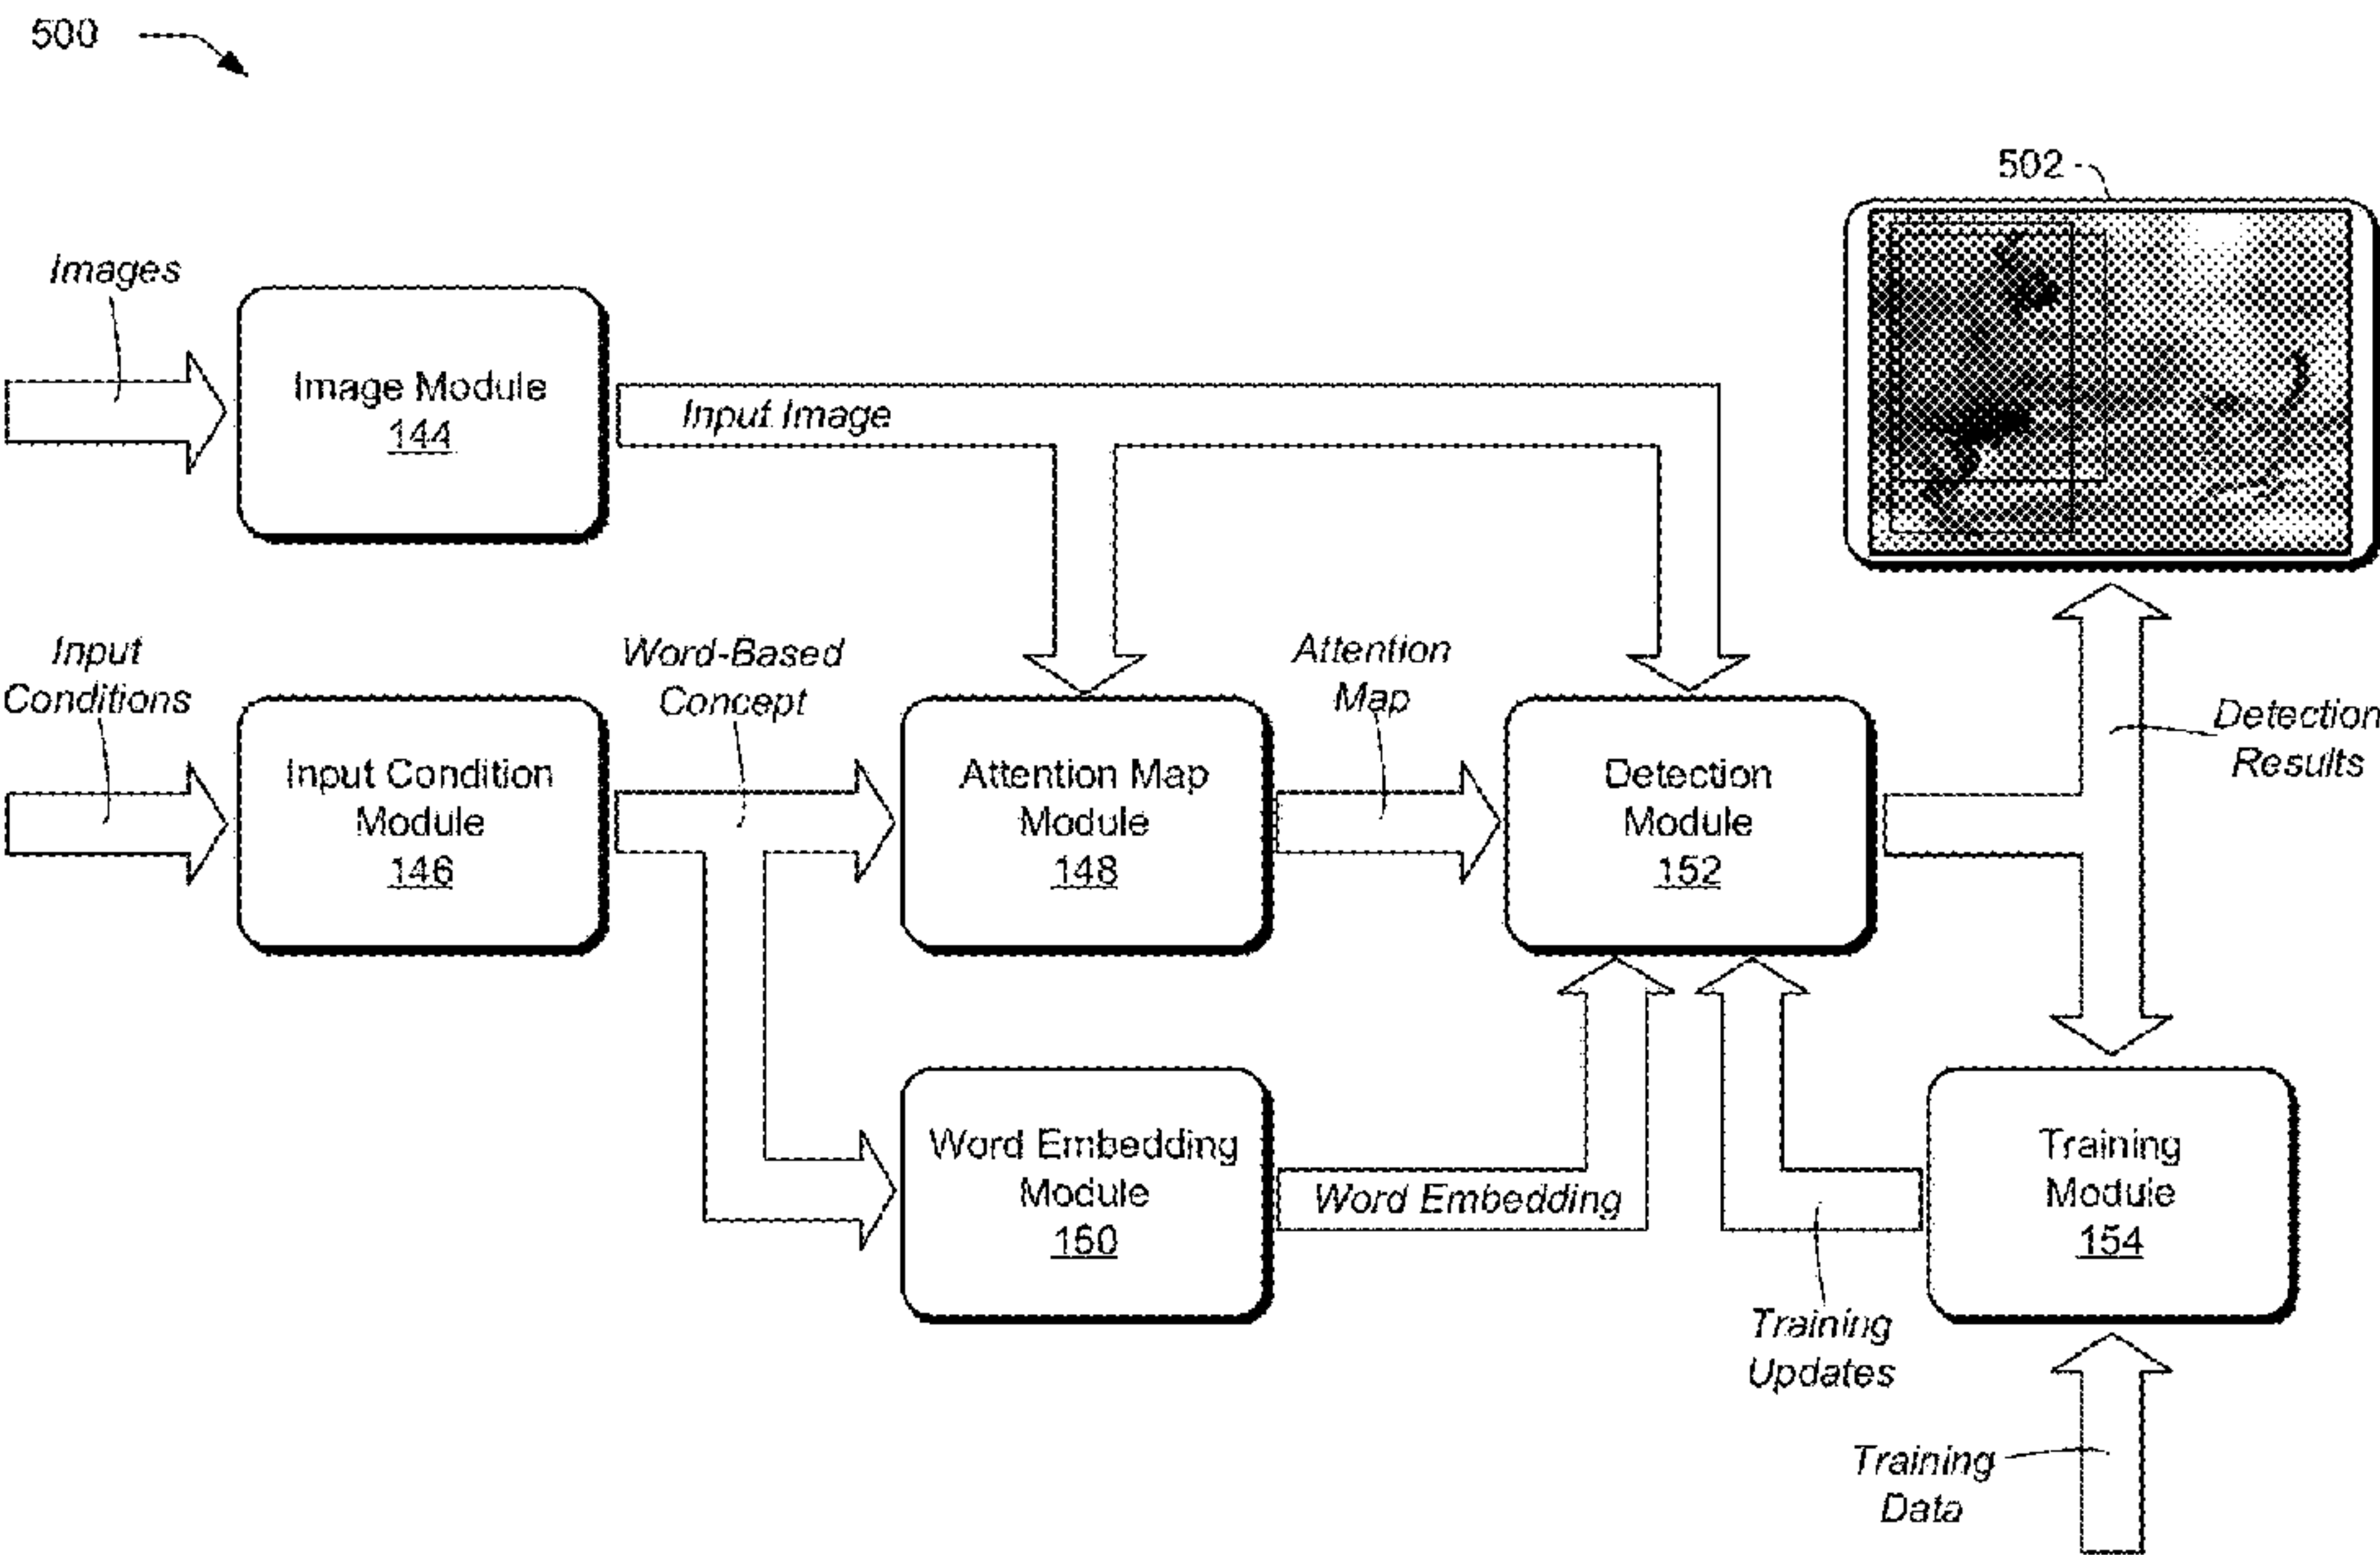 500
502
Images
Image Module
144
Input Image
Input
Conditions
Input Condition
Module
146
Word-Based
Concept
Attention Map
Module
148
Attention
Map
Detection
Module
152
Detection
Results
Word Embedding
Module
150
Word Embedding
Training
Module
154
Training
Updates
Training
Data